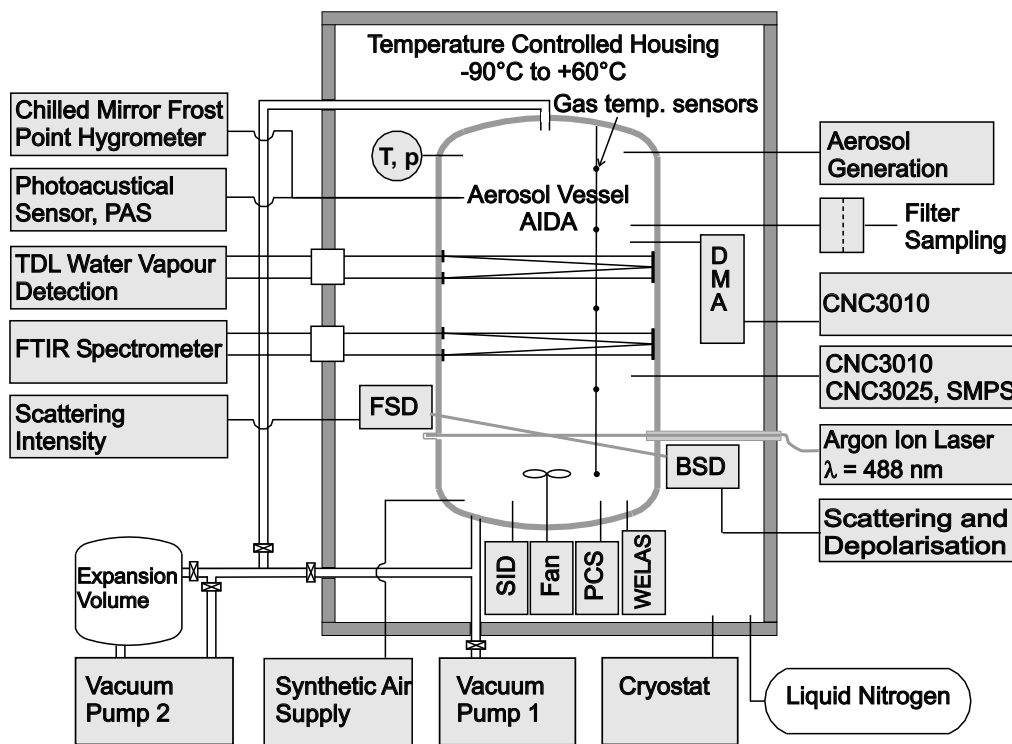 Temperature Controlled Housing
-90°C to +60°C
Gas temp. sensors
Chilled Mirror Frost
Point Hygrometer
T, p
Aerosol
Generation
Photoacustical
Sensor, PAS
Aerosol Vessel
AIDA
Filter
Sampling
TDL Water Vapour
Detection
D
M
A
CNC3010
FTIR Spectrometer
CNC3010
CNC3025, SMPS
Scattering
Intensity
FSD
Argon Ion Laser
λ = 488 nm
BSD
Scattering and
Depolarisation
Expansion
Volume
SID
Fan
PCS
WELAS
Vacuum
Pump 2
Synthetic Air
Supply
Vacuum
Pump 1
Cryostat
Liquid Nitrogen